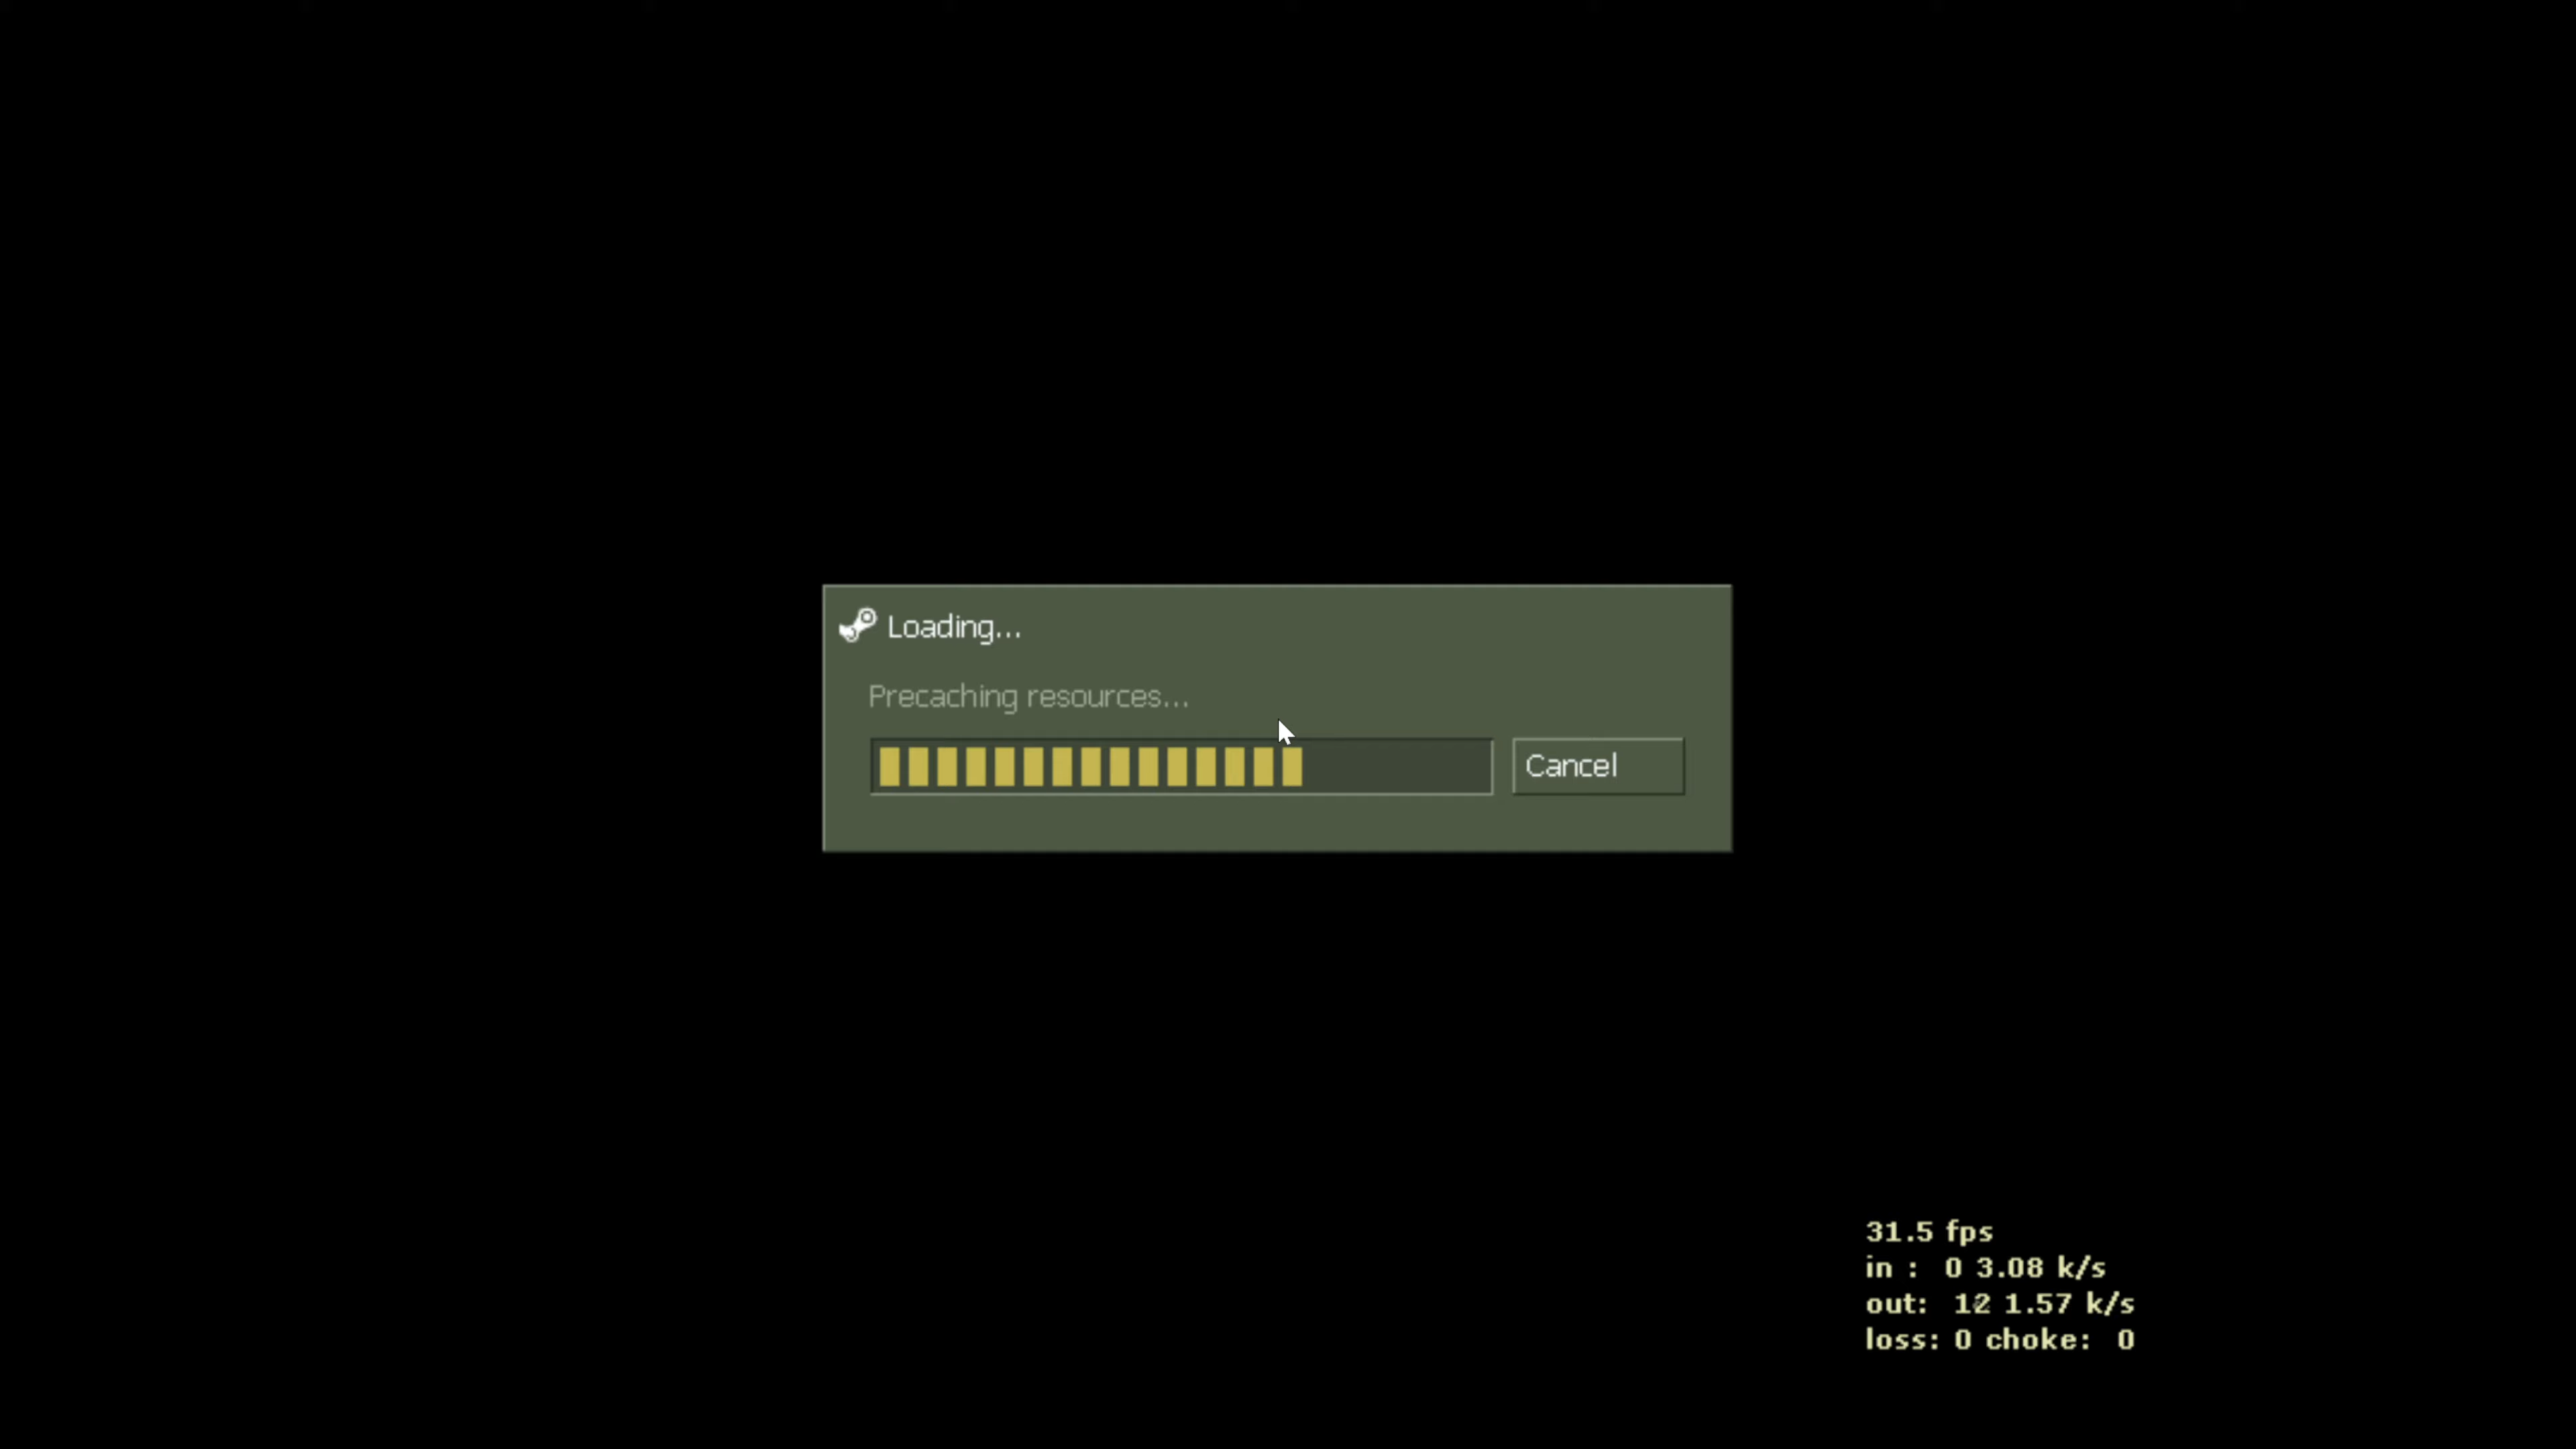 Loading...
Precaching resources...
Cancel
31.5 fps
in :  0 3.08 k/s
out:  12 1.57 k/s
loss: 0 choke:  0